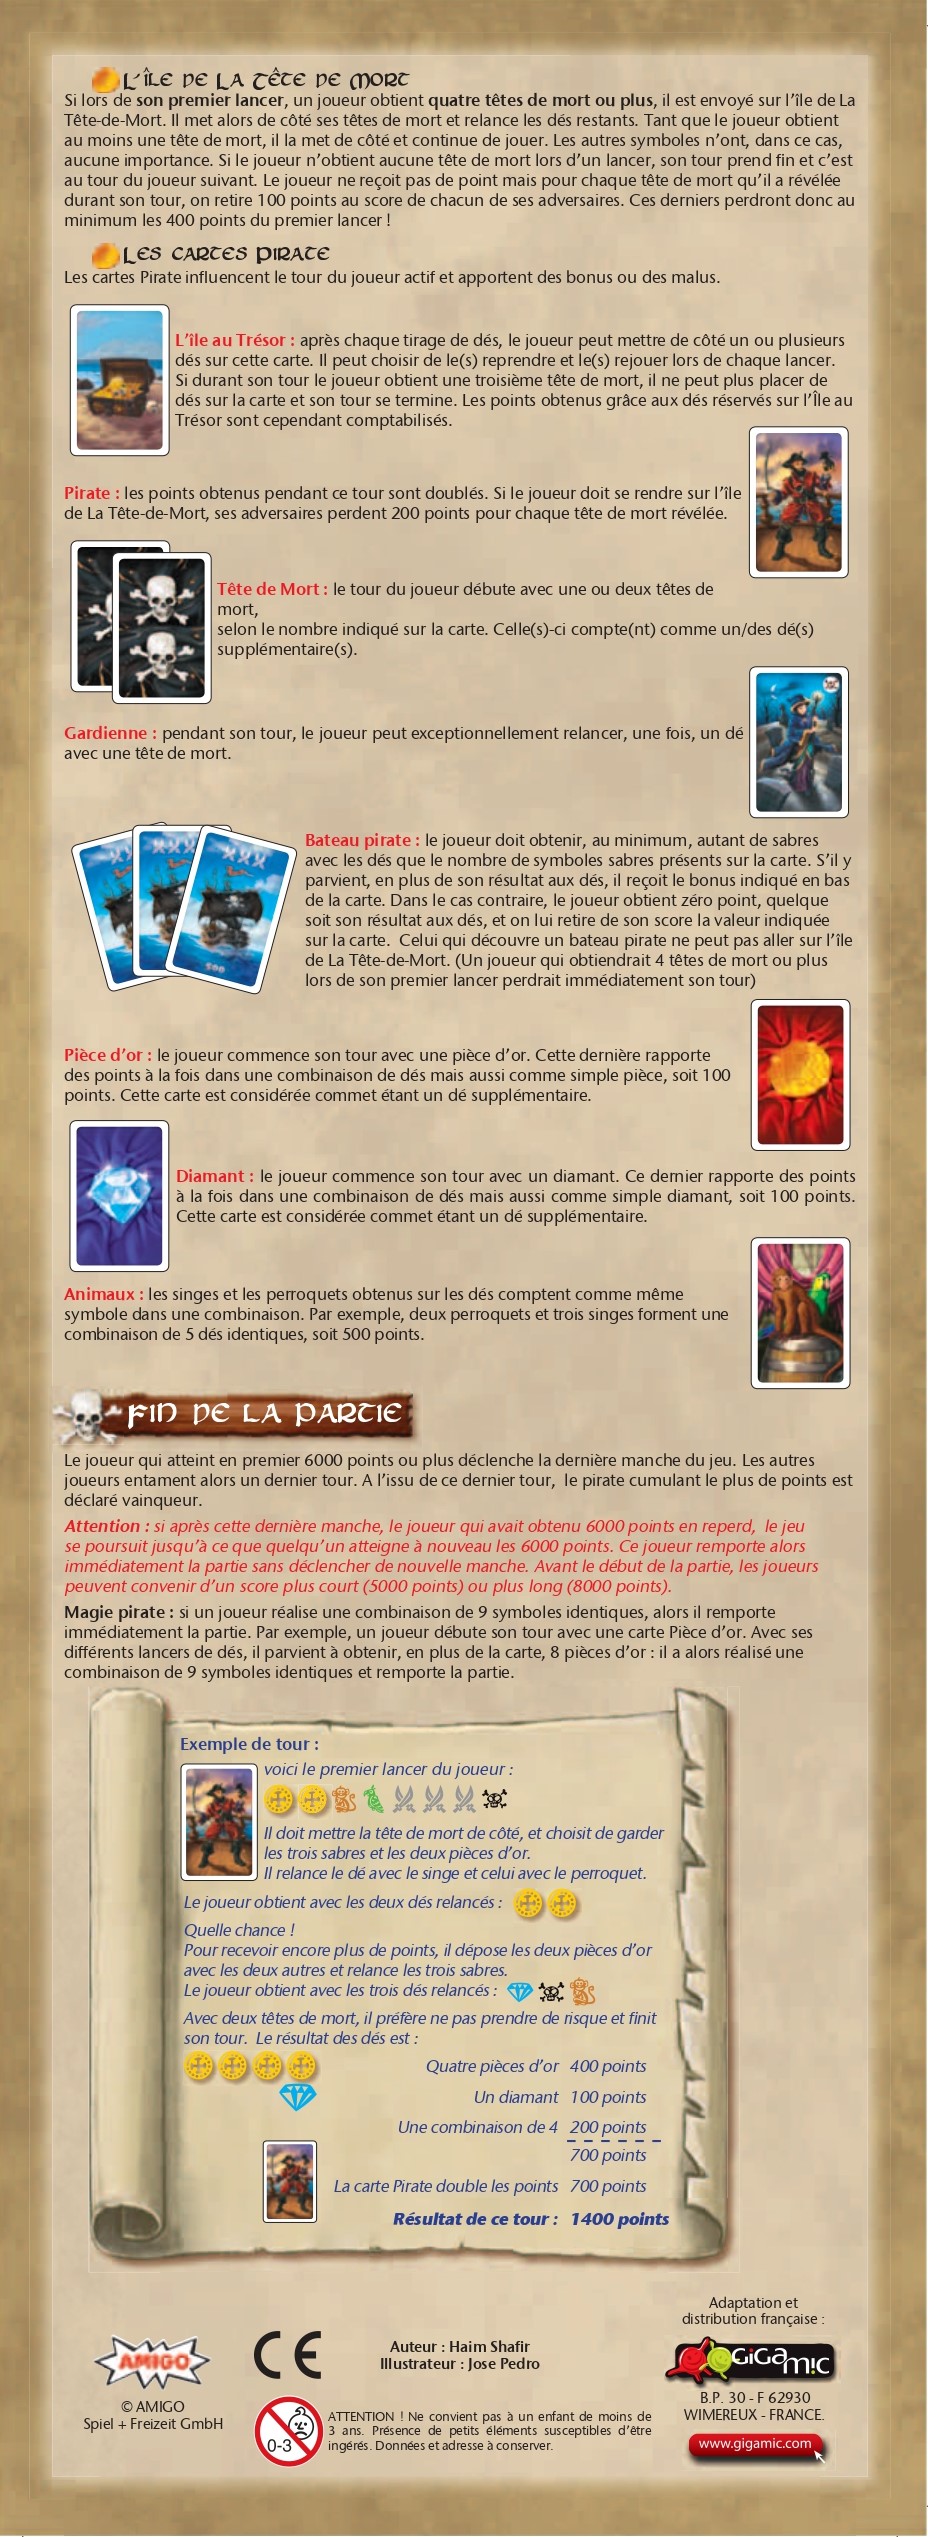 L'île de La Tête de Mort
Si lors de son premier lancer, un joueur obtient quatre têtes de mort ou plus, il est envoyé sur l'île de La
Tête-de-Mort. Il met alors de côté ses têtes de mort et relance les dés restants. Tant que le joueur obtient
au moins une tête de mort, il la met de côté et continue de jouer. Les autres symboles n'ont, dans ce cas,
aucune importance. Si le joueur n'obtient aucune tête de mort lors d'un lancer, son tour prend fin et c'est
au tour du joueur suivant. Le joueur ne reçoit pas de point mais pour chaque tête de mort qu'il a révélée
durant son tour, on retire 100 points au score de chacun de ses adversaires. Ces derniers perdront donc au
minimum les 400 points du premier lancer !
Les cartes Pirate
Les cartes Pirate influencent le tour du joueur actif et apportent des bonus ou des malus.
L'île au Trésor : après chaque tirage de dés, le joueur peut mettre de côté un ou plusieurs
dés sur cette carte. Il peut choisir de le(s) reprendre et le(s) rejouer lors de chaque lancer.
Si durant son tour le joueur obtient une troisième tête de mort, il ne peut plus placer de
dés sur la carte et son tour se termine. Les points obtenus grâce aux dés réservés sur l'Île au
Trésor sont cependant comptabilisés.
Pirate : les points obtenus pendant ce tour sont doublés. Si le joueur doit se rendre sur l'île
de La Tête-de-Mort, ses adversaires perdent 200 points pour chaque tête de mort révélée.
Tête de Mort : le tour du joueur débute avec une ou deux têtes de
mort,
selon le nombre indiqué sur la carte. Celle(s)-ci compte(nt) comme un/des dé(s)
supplémentaire(s).
Gardienne : pendant son tour, le joueur peut exceptionnellement relancer, une fois, un dé
avec une tête de mort.
Bateau pirate : le joueur doit obtenir, au minimum, autant de sabres
avec les dés que le nombre de symboles sabres présents sur la carte. S'il y
parvient, en plus de son résultat aux dés, il reçoit le bonus indiqué en bas
de la carte. Dans le cas contraire, le joueur obtient zéro point, quelque
soit son résultat aux dés, et on lui retire de son score la valeur indiquée
sur la carte.  Celui qui découvre un bateau pirate ne peut pas aller sur l'île
de La Tête-de-Mort. (Un joueur qui obtiendrait 4 têtes de mort ou plus
lors de son premier lancer perdrait immédiatement son tour)
Pièce d'or : le joueur commence son tour avec une pièce d'or. Cette dernière rapporte
des points à la fois dans une combinaison de dés mais aussi comme simple pièce, soit 100
points. Cette carte est considérée commet étant un dé supplémentaire.
Diamant : le joueur commence son tour avec un diamant. Ce dernier rapporte des points
à la fois dans une combinaison de dés mais aussi comme simple diamant, soit 100 points.
Cette carte est considérée commet étant un dé supplémentaire.
Animaux : les singes et les perroquets obtenus sur les dés comptent comme même
symbole dans une combinaison. Par exemple, deux perroquets et trois singes forment une
combinaison de 5 dés identiques, soit 500 points.
Fin de la partie
Le joueur qui atteint en premier 6000 points ou plus déclenche la dernière manche du jeu. Les autres
joueurs entament alors un dernier tour. A l'issu de ce dernier tour,  le pirate cumulant le plus de points est
déclaré vainqueur.
Attention : si après cette dernière manche, le joueur qui avait obtenu 6000 points en reperd,  le jeu
se poursuit jusqu'à ce que quelqu'un atteigne à nouveau les 6000 points. Ce joueur remporte alors
immédiatement la partie sans déclencher de nouvelle manche. Avant le début de la partie, les joueurs
peuvent convenir d'un score plus court (5000 points) ou plus long (8000 points).
Magie pirate : si un joueur réalise une combinaison de 9 symboles identiques, alors il remporte
immédiatement la partie. Par exemple, un joueur débute son tour avec une carte Pièce d'or. Avec ses
différents lancers de dés, il parvient à obtenir, en plus de la carte, 8 pièces d'or : il a alors réalisé une
combinaison de 9 symboles identiques et remporte la partie.
Exemple de tour :
voici le premier lancer du joueur :
Il doit mettre la tête de mort de côté, et choisit de garder
les trois sabres et les deux pièces d'or.
Il relance le dé avec le singe et celui avec le perroquet.
Le joueur obtient avec les deux dés relancés :
Quelle chance !
Pour recevoir encore plus de points, il dépose les deux pièces d'or
avec les deux autres et relance les trois sabres.
Le joueur obtient avec les trois dés relancés :
Avec deux têtes de mort, il préfère ne pas prendre de risque et finit
son tour.  Le résultat des dés est :
Quatre pièces d'or 400 points
Un diamant 100 points
Une combinaison de 4 200 points
700 points
La carte Pirate double les points 700 points
Résultat de ce tour : 1400 points
Adaptation et
distribution française :
AMIGO
CE
Auteur : Haim Shafir
Illustrateur : Jose Pedro
GIGAMIC
© AMIGO
Spiel + Freizeit GmbH
0-3
ATTENTION ! Ne convient pas à un enfant de moins de
3 ans. Présence de petits éléments susceptibles d'être
ingérés. Données et adresse à conserver.
B.P. 30 - F 62930
WIMEREUX - FRANCE.
www.gigamic.com